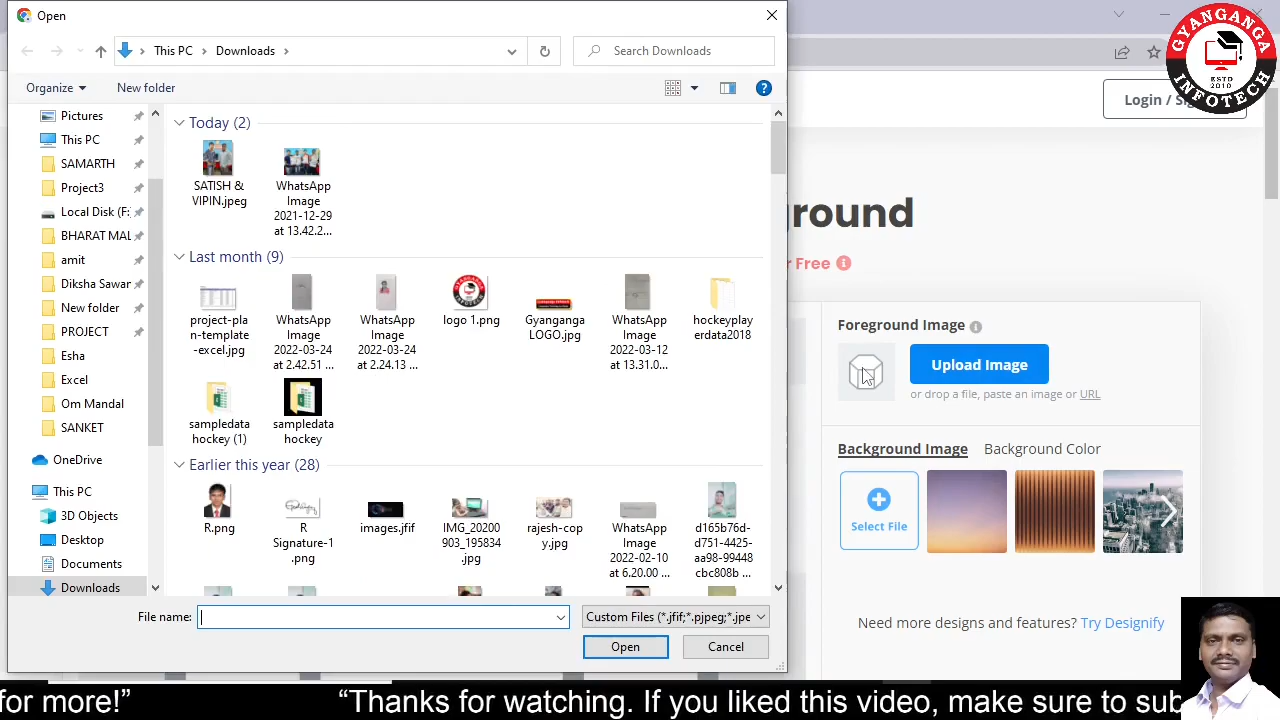 Open
This PC
Downloads
Search Downloads
Organize
New folder
Pictures
This PC
SAMARTH
Project3
Local Disk (F:
BHARAT MAL
amit
Diksha Sawar
New folder
PROJECT
Esha
Excel
Om Mandal
SANKET
OneDrive
This PC
3D Objects
Desktop
Documents
Downloads
Today (2)
SATISH &
VIPIN.jpeg
WhatsApp
Image
2021-12-29
at 13.42.2...
Last month (9)
project-pla
n-template
-excel.jpg
WhatsApp
Image
2022-03-24
at 2.42.51 ...
WhatsApp
Image
2022-03-24
at 2.24.13 ...
logo 1.png
Gyanganga
LOGO.jpg
WhatsApp
Image
2022-03-12
at 13.31.0...
hockeyplay
erdata2018
sampledata
hockey (1)
sampledata
hockey
Earlier this year (28)
R.png
R
Signature-1
.png
images.jfif
IMG_20200
903_195834
.jpg
rajesh-cop
y.jpg
WhatsApp
Image
2022-02-10
at 6.20.00 ...
d165b76d-
d751-4425-
aa98-99448
cbc808b ...
File name:
Custom Files (*.jfif;*.pjpeg;*.jpe
Open
Cancel
GYANGANGA
ESTD
2010
INFOTECH
Login / Sig
ground
r Free
Foreground Image
Upload Image
or drop a file, paste an image or URL
Background Image
Background Color
Select File
Need more designs and features? Try Designify
for more!”
“Thanks for watching. If you liked this video, make sure to sub